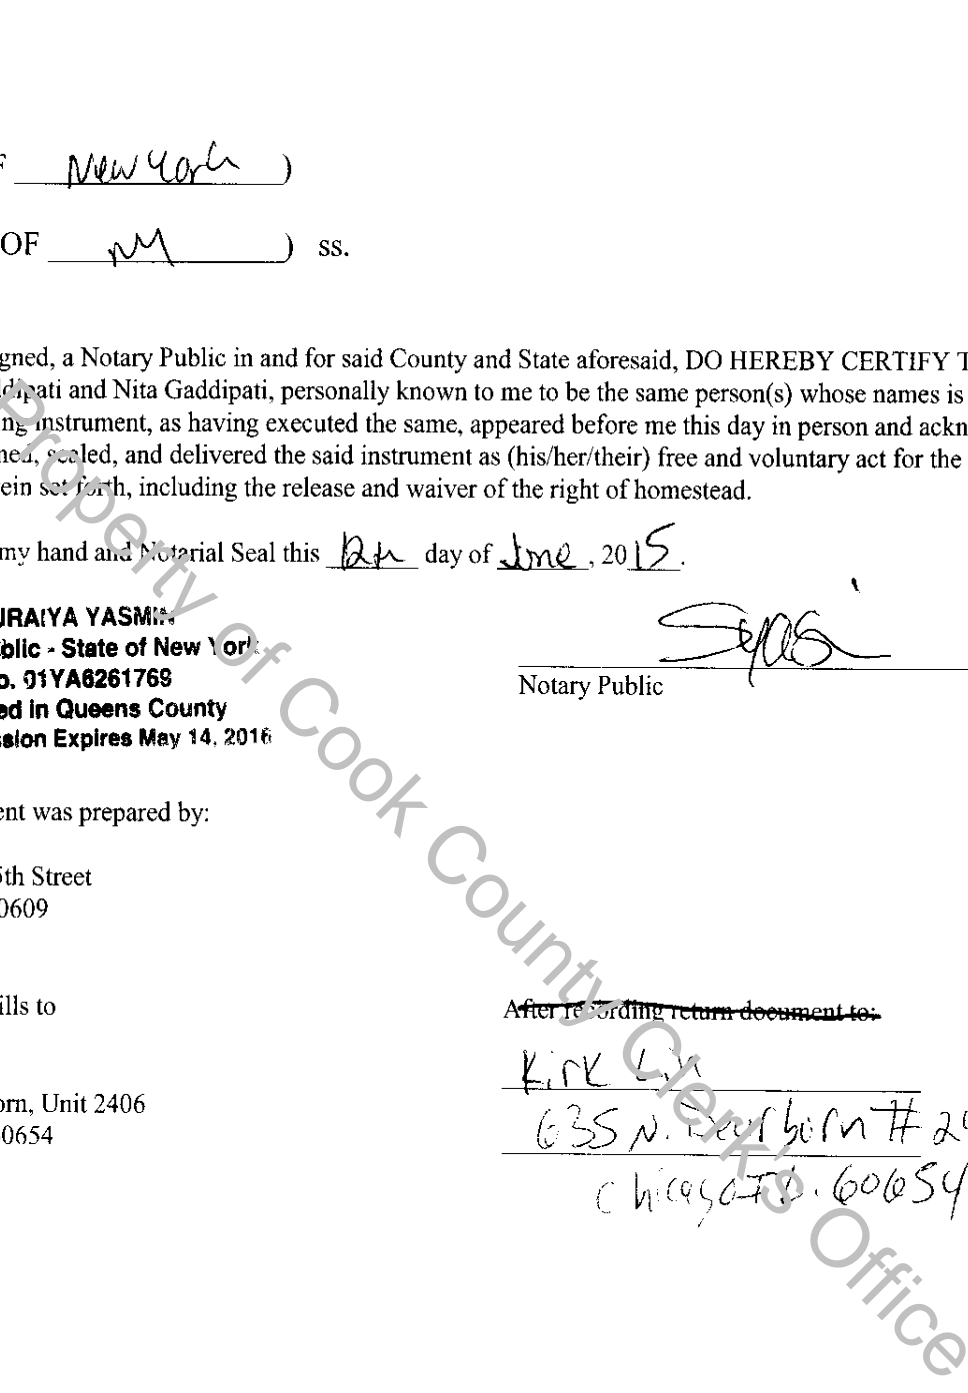 F New York )
OF NY ) ss.
gned, a Notary Public in and for said County and State aforesaid, DO HEREBY CERTIFY T
dipati and Nita Gaddipati, personally known to me to be the same person(s) whose names is
ng instrument, as having executed the same, appeared before me this day in person and ackn
ned, sealed, and delivered the said instrument as (his/her/their) free and voluntary act for the
ein set forth, including the release and waiver of the right of homestead.
my hand and Notarial Seal this 12th day of June, 2015.
URAIYA YASMIN
blic - State of New York
o. 01YA6261769
ed in Queens County
ssion Expires May 14, 2016
Notary Public
ent was prepared by:
5th Street
0609
ills to
After recording return document to:
Kirk Lin
orn, Unit 2406
635 N. Dearborn # 24
0654
Chicago IL. 60654
Property of Cook County Clerk's Office